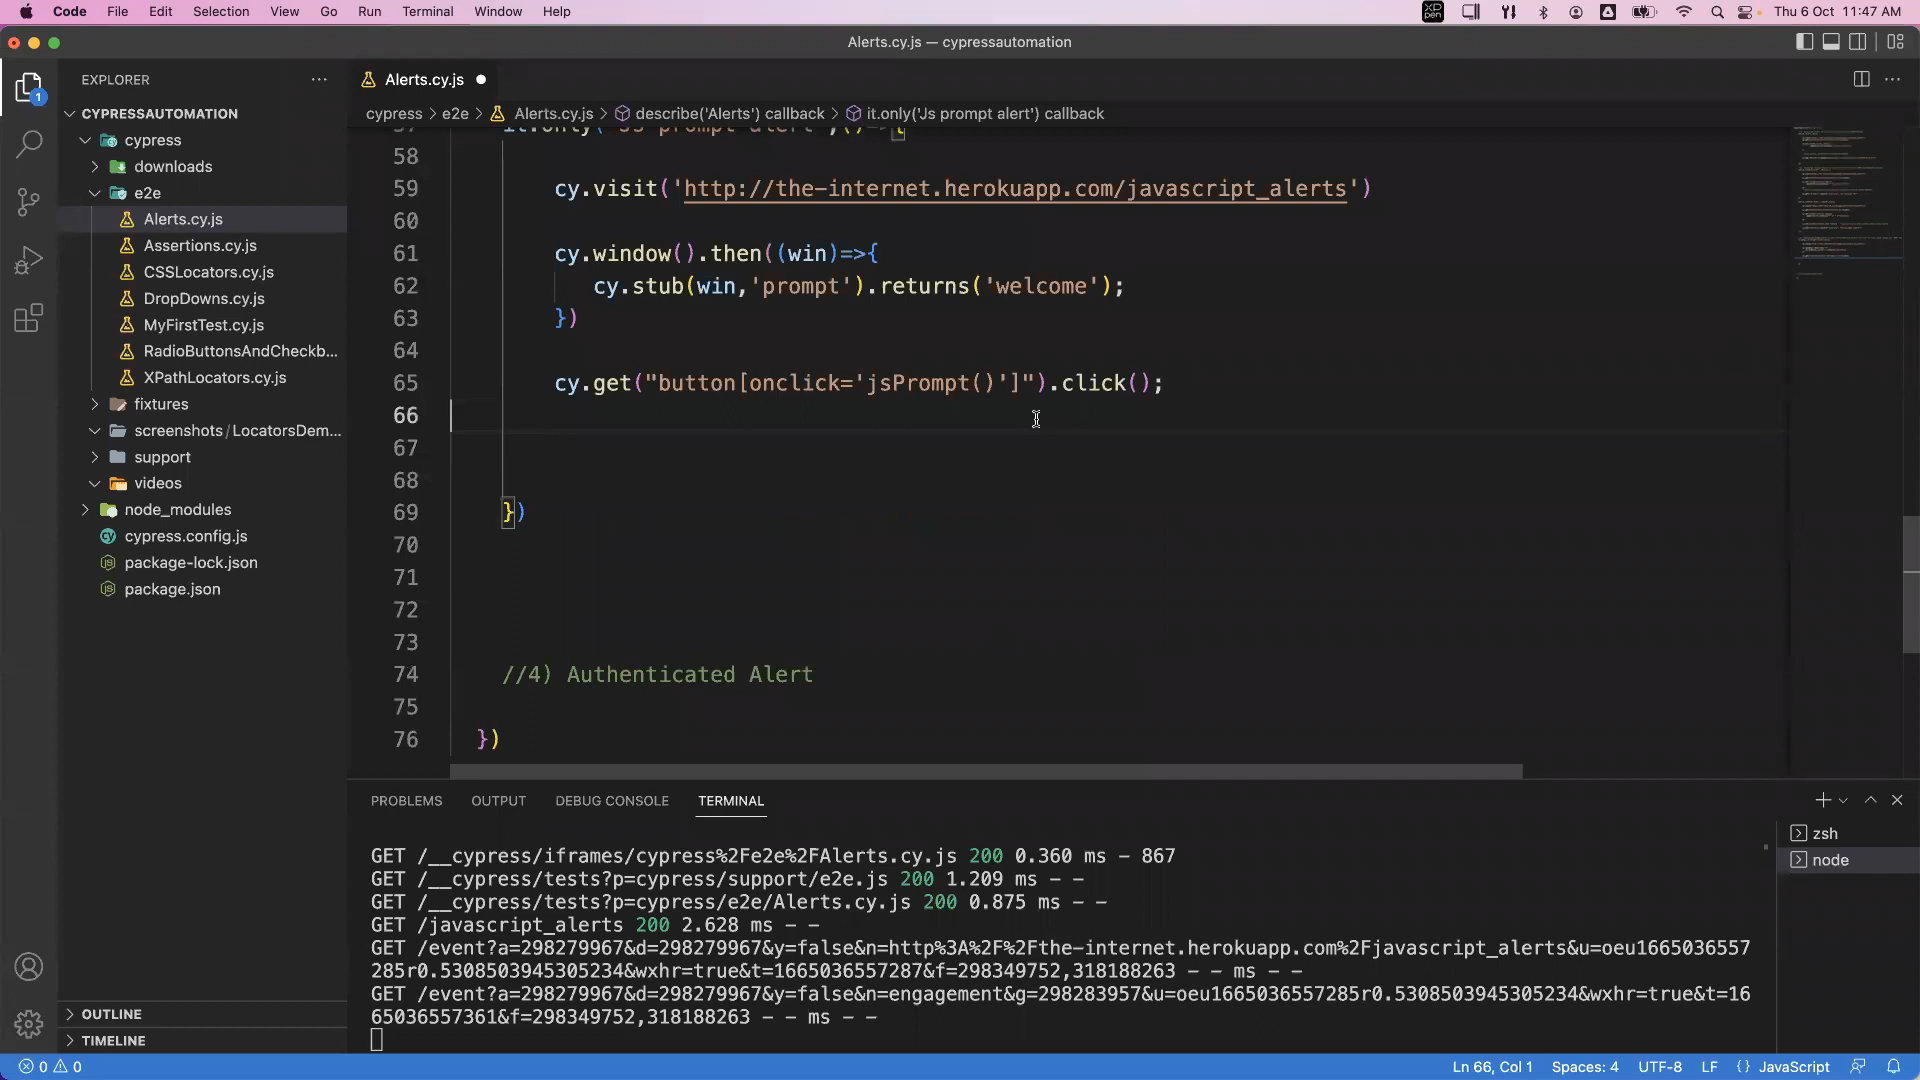 Code File Edit Selection View Go Run Terminal Window Help
XP pen
Thu 6 Oct 11:47 AM
Alerts.cy.js — cypressautomation
1
EXPLORER
CYPRESSAUTOMATION
cypress
downloads
e2e
Alerts.cy.js
Assertions.cy.js
CSSLocators.cy.js
DropDowns.cy.js
MyFirstTest.cy.js
RadioButtonsAndCheckb...
XPathLocators.cy.js
fixtures
screenshots/LocatorsDem...
support
videos
node_modules
cypress.config.js
package-lock.json
package.json
OUTLINE
TIMELINE
Alerts.cy.js
cypress > e2e > Alerts.cy.js > describe('Alerts') callback > it.only('Js prompt alert') callback
58
59 cy.visit('http://the-internet.herokuapp.com/javascript_alerts')
60
61 cy.window().then((win)=>{
62 cy.stub(win,'prompt').returns('welcome');
63 })
64
65 cy.get("button[onclick='jsPrompt()']").click();
66
67
68
69 })
70
71
72
73
74 //4) Authenticated Alert
75
76 })
PROBLEMS OUTPUT DEBUG CONSOLE TERMINAL
GET /__cypress/iframes/cypress%2Fe2e%2FAlerts.cy.js 200 0.360 ms - 867
GET /__cypress/tests?p=cypress/support/e2e.js 200 1.209 ms - -
GET /__cypress/tests?p=cypress/e2e/Alerts.cy.js 200 0.875 ms - -
GET /javascript_alerts 200 2.628 ms - -
GET /event?a=298279967&d=298279967&y=false&n=http%3A%2F%2Fthe-internet.herokuapp.com%2Fjavascript_alerts&u=oeu1665036557
285r0.5308503945305234&wxhr=true&t=1665036557287&f=298349752,318188263 - - ms - -
GET /event?a=298279967&d=298279967&y=false&n=engagement&g=298283957&u=oeu1665036557285r0.5308503945305234&wxhr=true&t=16
65036557361&f=298349752,318188263 - - ms - -
zsh
node
0 0
Ln 66, Col 1 Spaces: 4 UTF-8 LF {} JavaScript